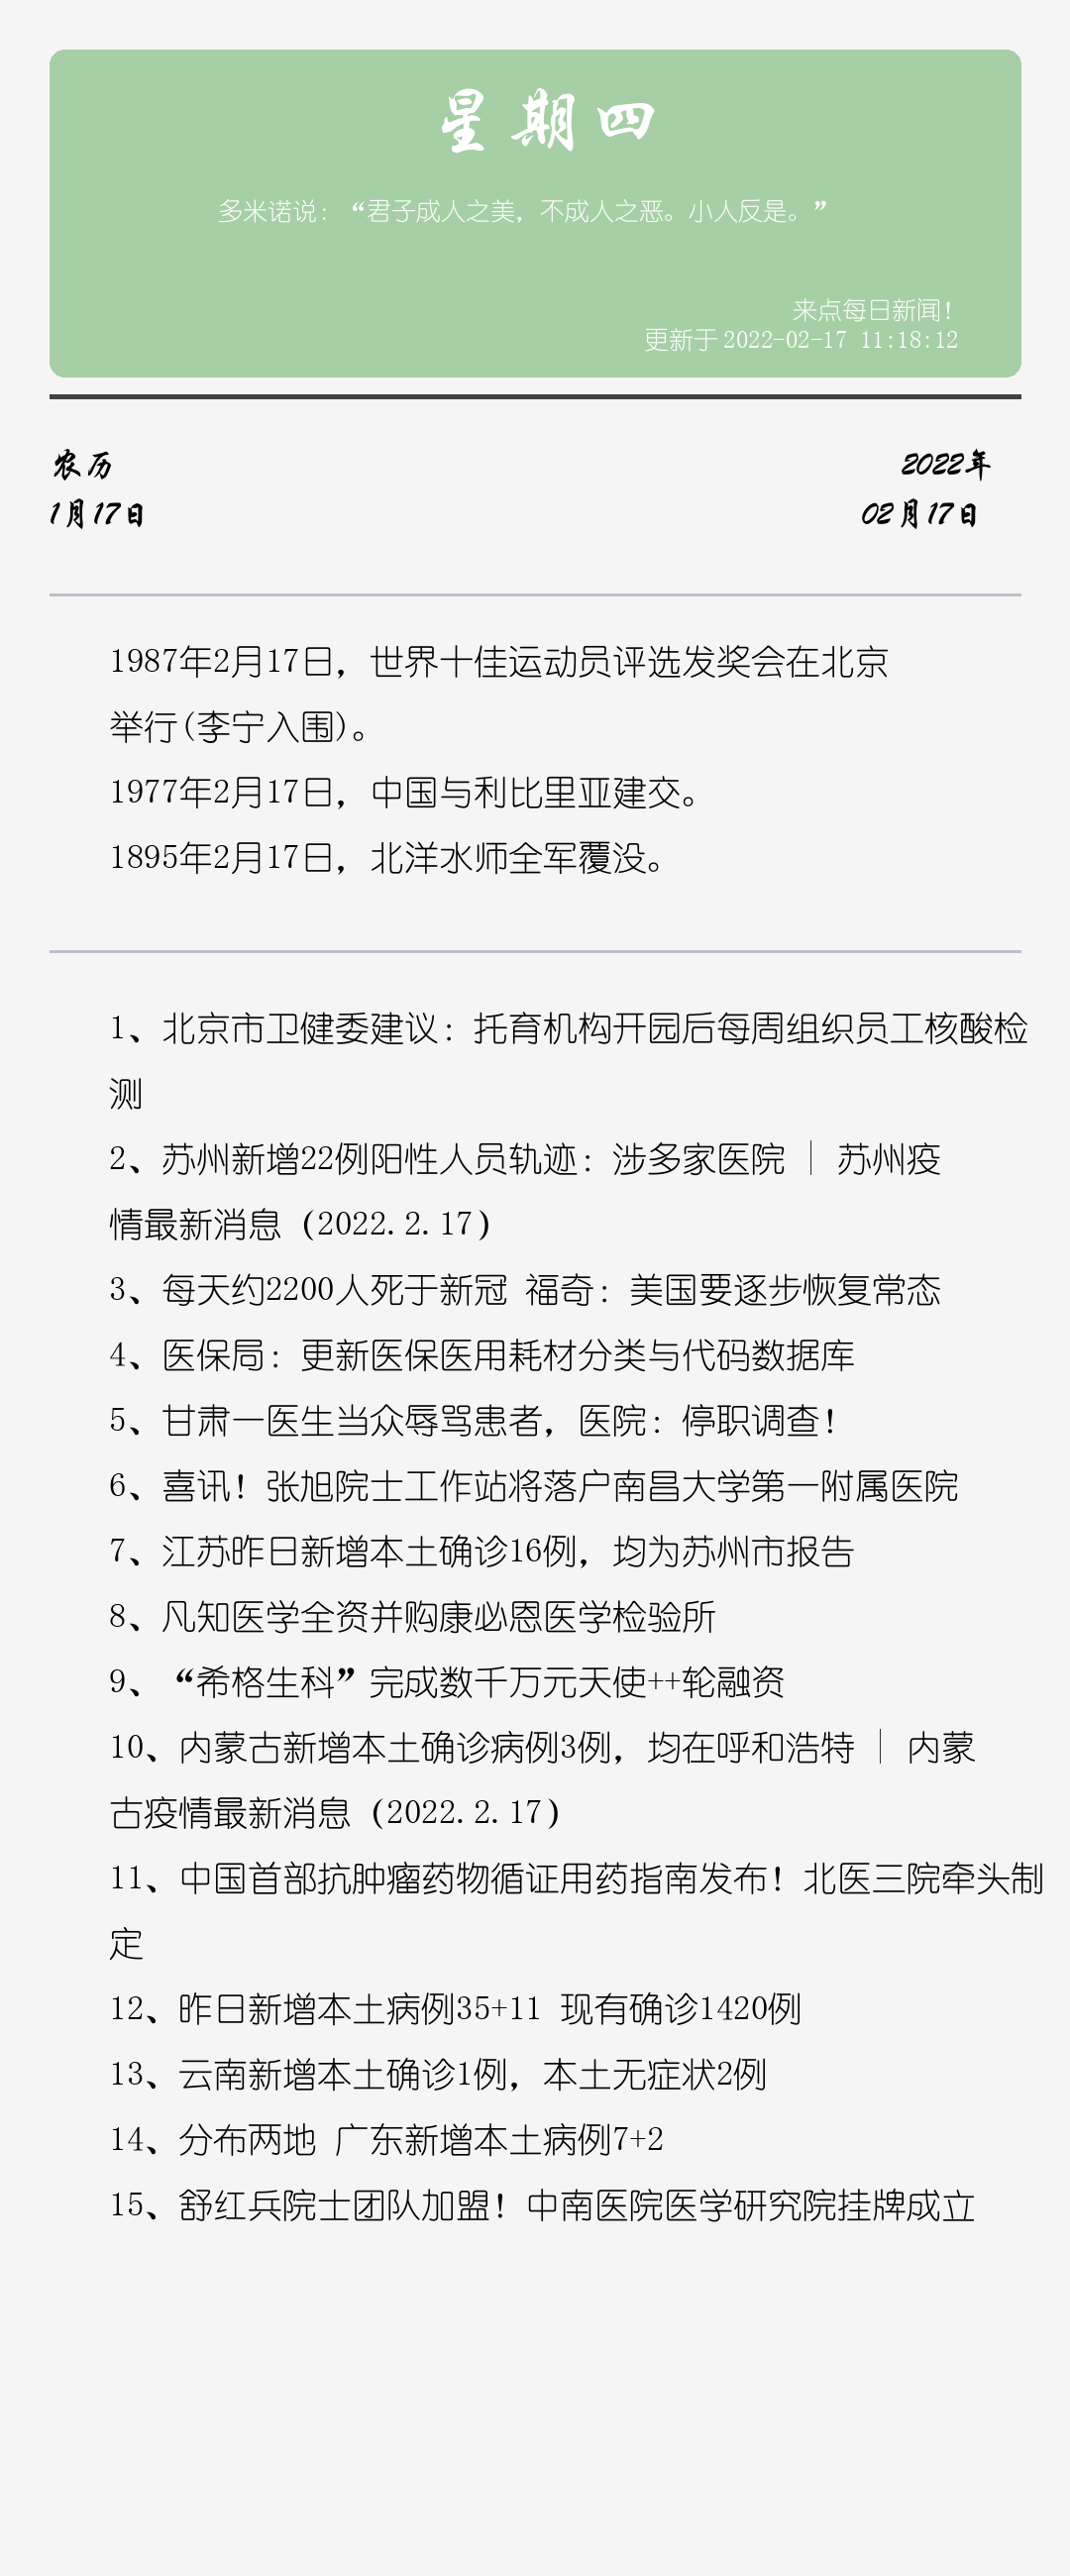 星期四
多米诺说：“君子成人之美，不成人之恶。小人反是。”
来点每日新闻！
更新于 2022-02-17 11:18:12
农历
2022年
1月17日
02月17日
1987年2月17日，世界十佳运动员评选发奖会在北京
举行(李宁入围)。
1977年2月17日，中国与利比里亚建交。
1895年2月17日，北洋水师全军覆没。
1、北京市卫健委建议：托育机构开园后每周组织员工核酸检
测
2、苏州新增22例阳性人员轨迹：涉多家医院 | 苏州疫
情最新消息（2022.2.17）
3、每天约2200人死于新冠 福奇：美国要逐步恢复常态
4、医保局：更新医保医用耗材分类与代码数据库
5、甘肃一医生当众辱骂患者，医院：停职调查！
6、喜讯！张旭院士工作站将落户南昌大学第一附属医院
7、江苏昨日新增本土确诊16例，均为苏州市报告
8、凡知医学全资并购康必恩医学检验所
9、“希格生科”完成数千万元天使++轮融资
10、内蒙古新增本土确诊病例3例，均在呼和浩特 | 内蒙
古疫情最新消息（2022.2.17）
11、中国首部抗肿瘤药物循证用药指南发布！北医三院牵头制
定
12、昨日新增本土病例35+11 现有确诊1420例
13、云南新增本土确诊1例，本土无症状2例
14、分布两地 广东新增本土病例7+2
15、舒红兵院士团队加盟！中南医院医学研究院挂牌成立